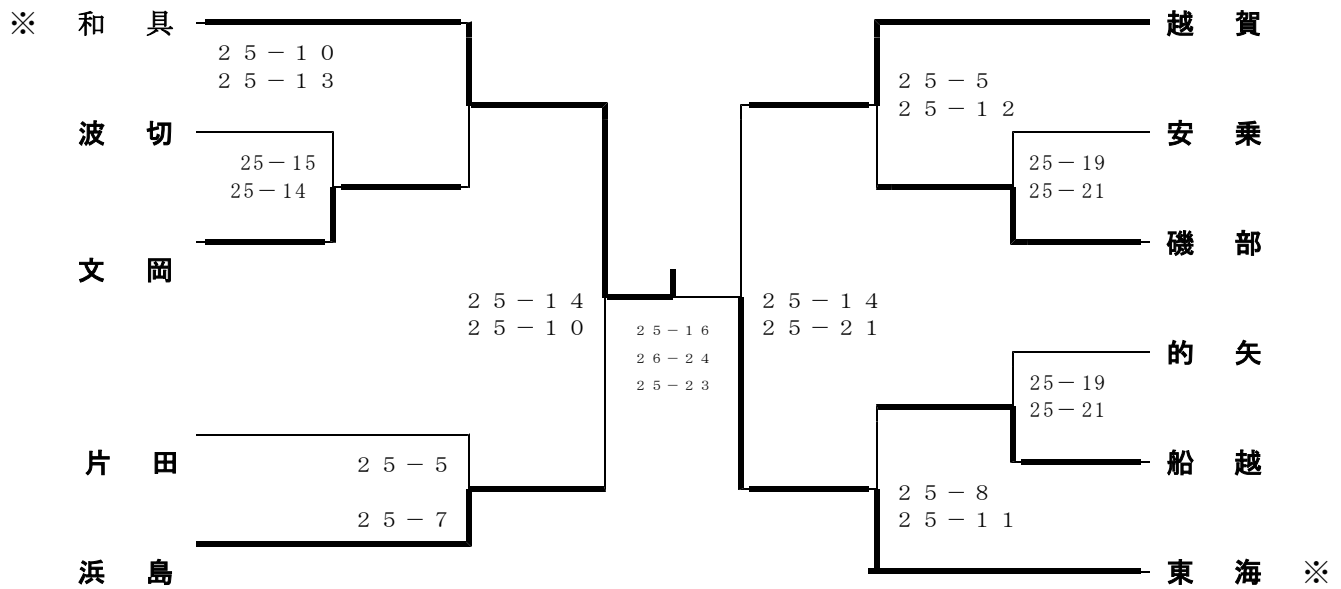 ※ 和 具
２５－１０
２５－１３
波 切
25－15
25－14
文 岡
２５－１４
２５－１０
片 田
２５－５
２５－７
浜 島
２５－１６
２６－２４
２５－２３
越 賀
２５－５
２５－１２
安 乗
25－19
25－21
磯 部
２５－１４
２５－２１
的 矢
25－19
25－21
船 越
２５－８
２５－１１
東 海 ※